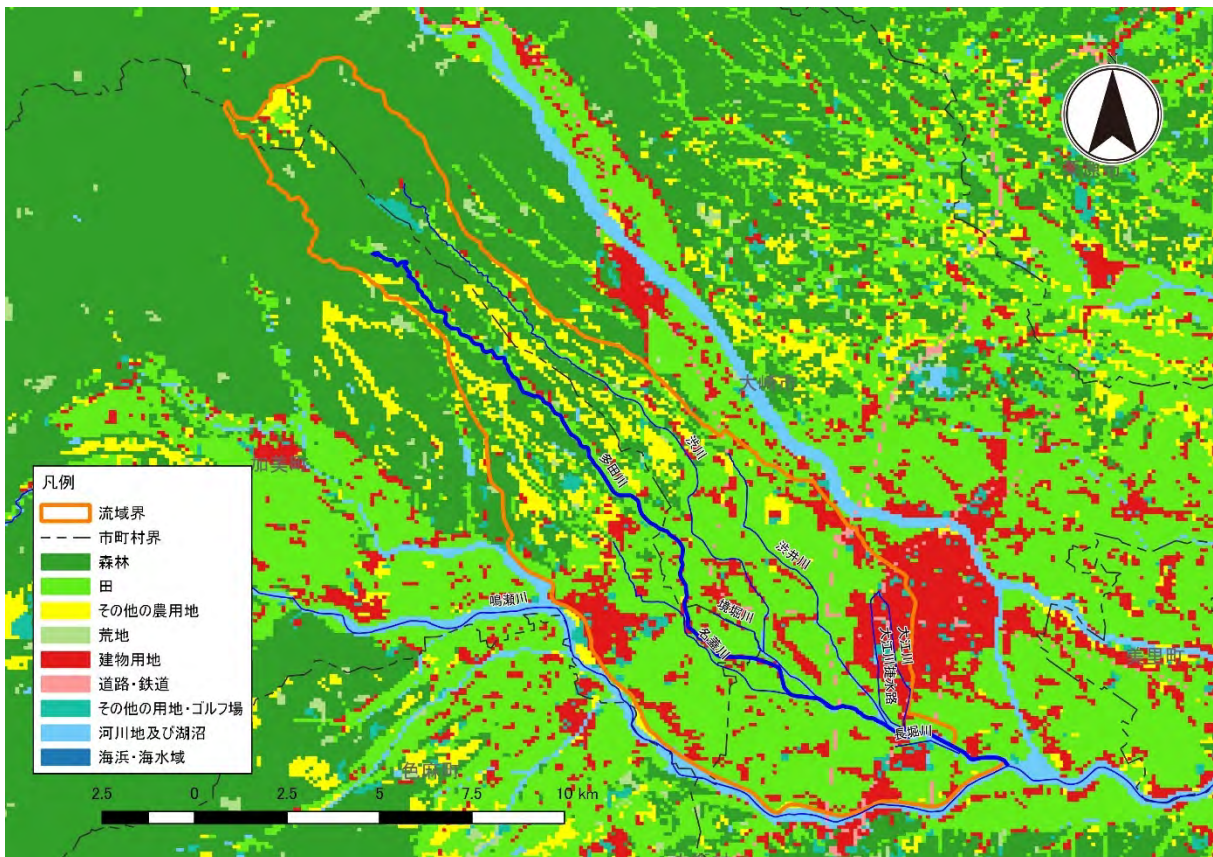 大崎市
渋川
加美町
多田川
凡例
流域界
市町村界
森林
田
その他の農用地
荒地
建物用地
道路・鉄道
その他の用地・ゴルフ場
河川地及び湖沼
海浜・海水域
渋井川
鳴瀬川
境堀川
名蓋川
大江川
大江川捷水路
美里町
長堀川
色麻町
2.5 0 2.5 5 7.5 10 km